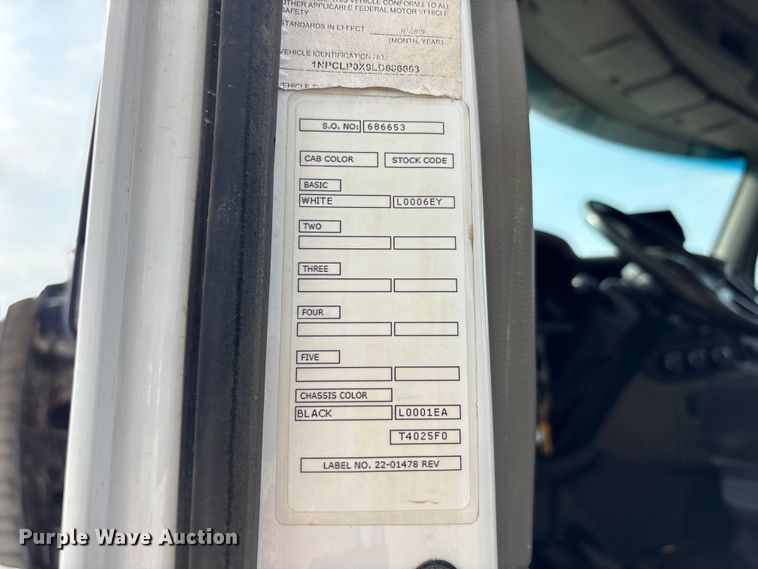 THIS VEHICLE CONFORMS TO ALL
OTHER APPLICABLE FEDERAL MOTOR VEHICLE
SAFETY
STANDARDS IN EFFECT
(MONTH, YEAR)
VEHICLE IDENTIFICATION NO.
S.O. NO: 686653
CAB COLOR STOCK CODE
BASIC
WHITE L0006EY
TWO
THREE
FOUR
FIVE
CHASSIS COLOR
BLACK L0001EA
T4025F0
LABEL NO. 22-01478 REV
Purple Wave Auction